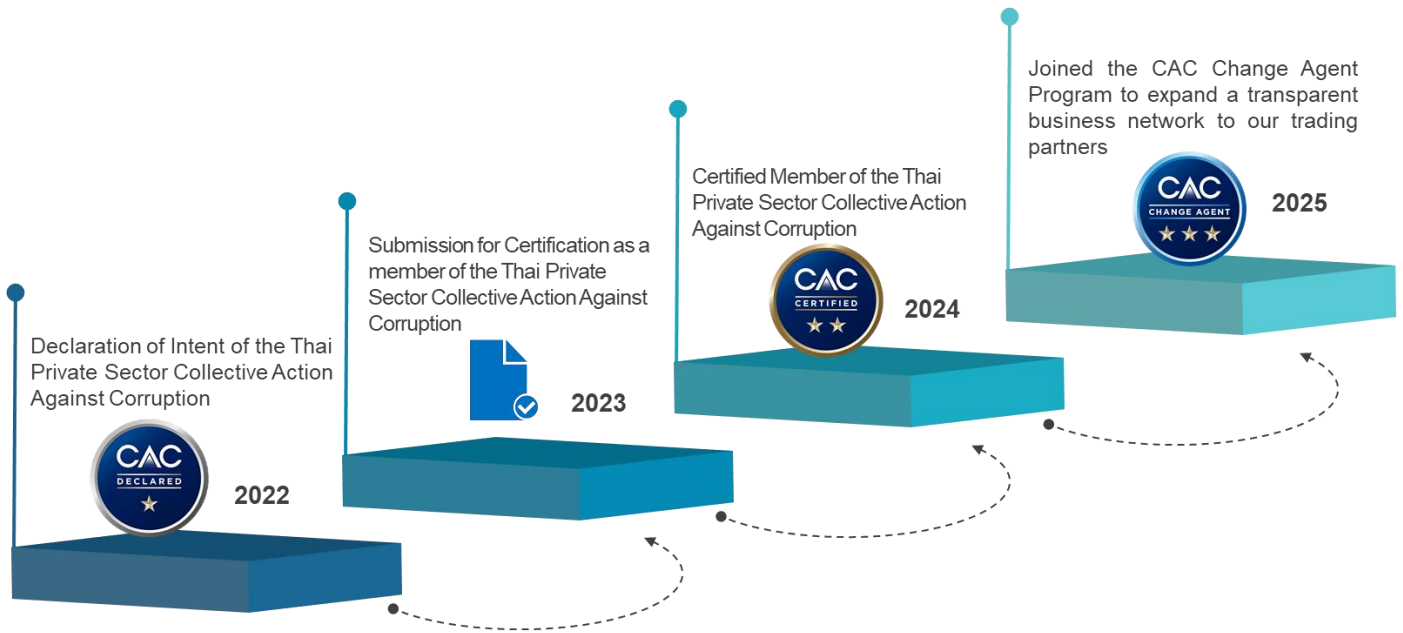 Declaration of Intent of the Thai
Private Sector Collective Action
Against Corruption
CAC
DECLARED
2022
Submission for Certification as a
member of the Thai Private
Sector Collective Action Against
Corruption
2023
Certified Member of the Thai
Private Sector Collective Action
Against Corruption
CAC
CERTIFIED
2024
Joined the CAC Change Agent
Program to expand a transparent
business network to our trading
partners
CAC
CHANGE AGENT
2025